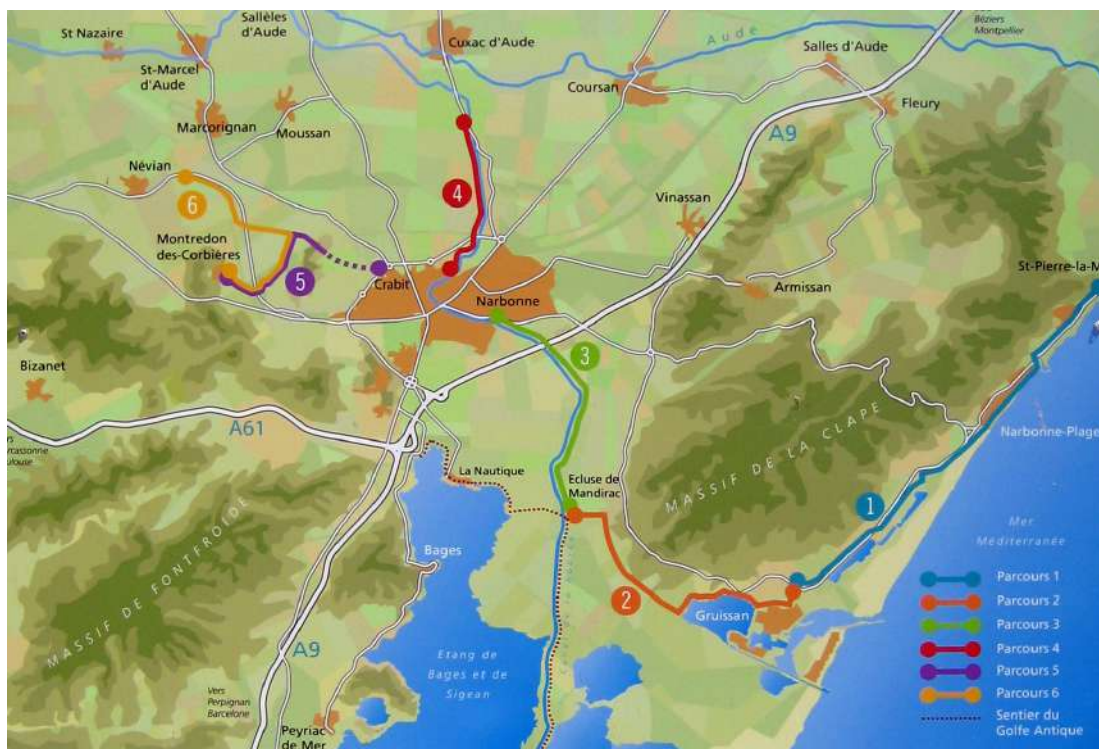 St Nazaire
Sallèles
d'Aude
Cuxac d'Aude
Aude
Salles d'Aude
Béziers
Montpellier
St-Marcel
d'Aude
Coursan
Fleury
Marcorignan
Moussan
A9
Névian
4
Vinassan
6
Montredon
des-Corbières
5
Crabit
Narbonne
Armissan
St-Pierre-la-M
3
Bizanet
A61
MASSIF DE LA CLAPE
Narbonne-Plage
La Nautique
Ecluse de
Mandirac
1
Mer
Méditerranée
MASSIF DE FONTFROIDE
Bages
2
Gruissan
Parcours 1
Parcours 2
Parcours 3
Parcours 4
Parcours 5
Parcours 6
Sentier du
Golfe Antique
A9
Etang de
Bages et de
Sigean
Vers
Perpignan
Barcelone
Peyriac
de Mer